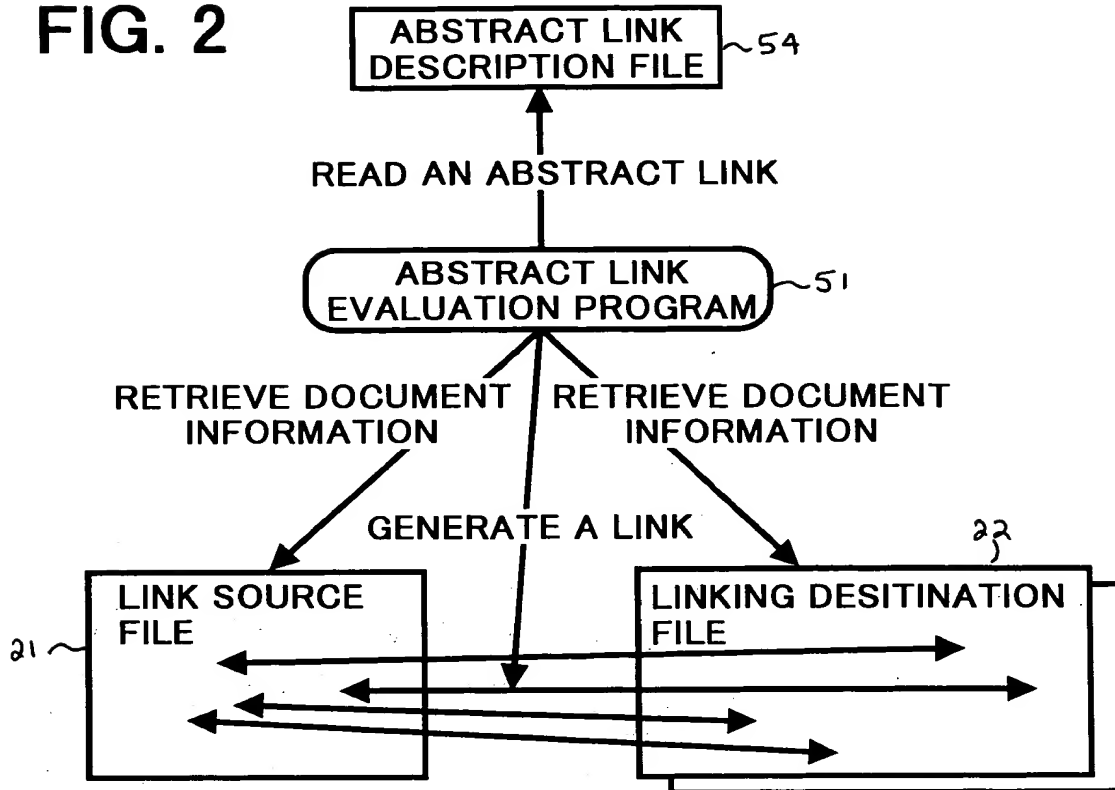 FIG. 2
ABSTRACT LINK
DESCRIPTION FILE
54
READ AN ABSTRACT LINK
ABSTRACT LINK
EVALUATION PROGRAM
51
RETRIEVE DOCUMENT
INFORMATION
RETRIEVE DOCUMENT
INFORMATION
GENERATE A LINK
22
LINK SOURCE
FILE
21
LINKING DESITINATION
FILE